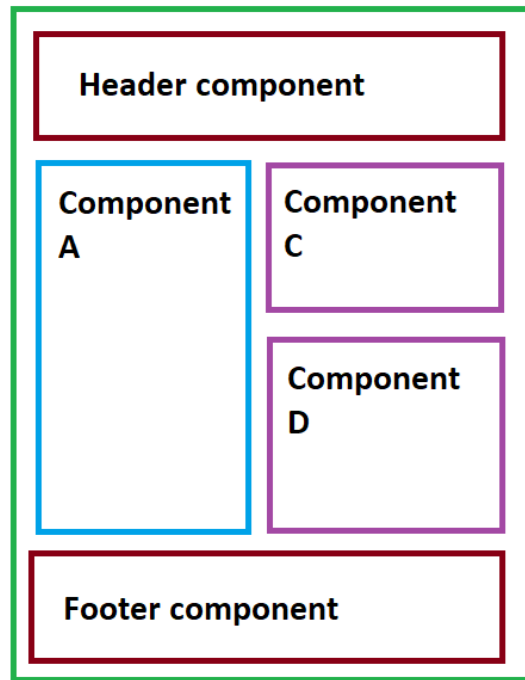 Header component
Component
A
Component
C
Component
D
Footer component